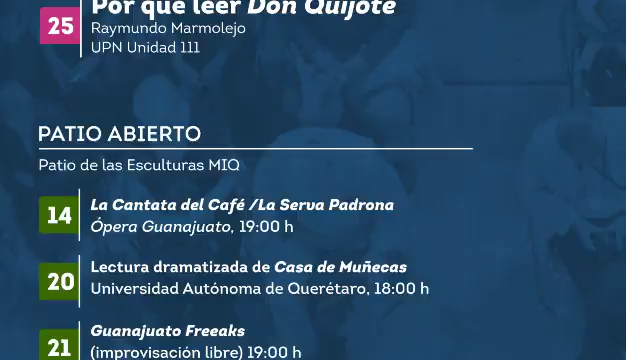 25
Por qué leer Don Quijote
Raymundo Marmolejo
UPN Unidad 111
PATIO ABIERTO
Patio de las Esculturas MIQ
14
La Cantata del Café /La Serva Padrona
Ópera Guanajuato, 19:00 h
20
Lectura dramatizada de Casa de Muñecas
Universidad Autónoma de Querétaro, 18:00 h
21
Guanajuato Freeaks
(improvisación libre) 19:00 h